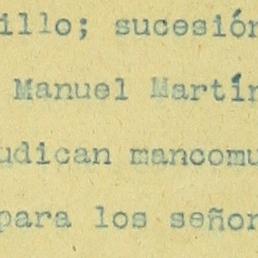 illo; sucesión
Manuel Martín
udican mancomu
para los señor